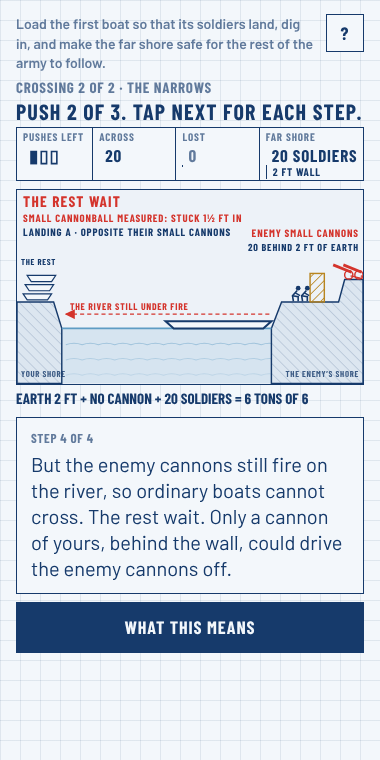 Load the first boat so that its soldiers land, dig
in, and make the far shore safe for the rest of the
army to follow.
?
CROSSING 2 OF 2 · THE NARROWS
PUSH 2 OF 3. TAP NEXT FOR EACH STEP.
PUSHES LEFT
ACROSS
20
LOST
0
FAR SHORE
20 SOLDIERS
2 FT WALL
THE REST WAIT
SMALL CANNONBALL MEASURED: STUCK 1½ FT IN
LANDING A · OPPOSITE THEIR SMALL CANNONS
ENEMY SMALL CANNONS
20 BEHIND 2 FT OF EARTH
THE REST
THE RIVER STILL UNDER FIRE
YOUR SHORE
THE ENEMY'S SHORE
EARTH 2 FT + NO CANNON + 20 SOLDIERS = 6 TONS OF 6
STEP 4 OF 4
But the enemy cannons still fire on
the river, so ordinary boats cannot
cross. The rest wait. Only a cannon
of yours, behind the wall, could drive
the enemy cannons off.
WHAT THIS MEANS